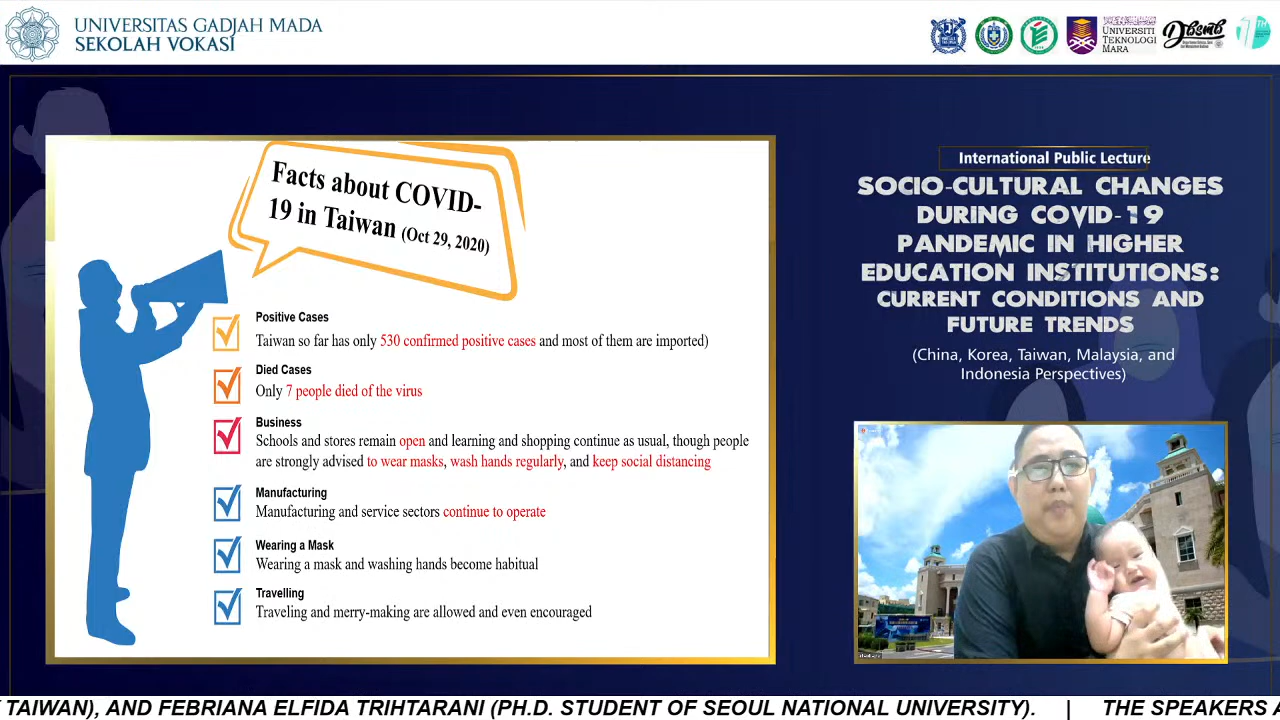 UNIVERSITAS GADJAH MADA
SEKOLAH VOKASI
UNIVERSITI
TEKNOLOGI
MARA
Facts about COVID-
19 in Taiwan (Oct 29, 2020)
Positive Cases
Taiwan so far has only 530 confirmed positive cases and most of them are imported)
Died Cases
Only 7 people died of the virus
Business
Schools and stores remain open and learning and shopping continue as usual, though people
are strongly advised to wear masks, wash hands regularly, and keep social distancing
Manufacturing
Manufacturing and service sectors continue to operate
Wearing a Mask
Wearing a mask and washing hands become habitual
Travelling
Traveling and merry-making are allowed and even encouraged
International Public Lecture
SOCIO-CULTURAL CHANGES
DURING COVID-19
PANDEMIC IN HIGHER
EDUCATION INSTITUTIONS:
CURRENT CONDITIONS AND
FUTURE TRENDS
(China, Korea, Taiwan, Malaysia, and
Indonesia Perspectives)
TAIWAN), AND FEBRIANA ELFIDA TRIHTARANI (PH.D. STUDENT OF SEOUL NATIONAL UNIVERSITY). | THE SPEAKERS